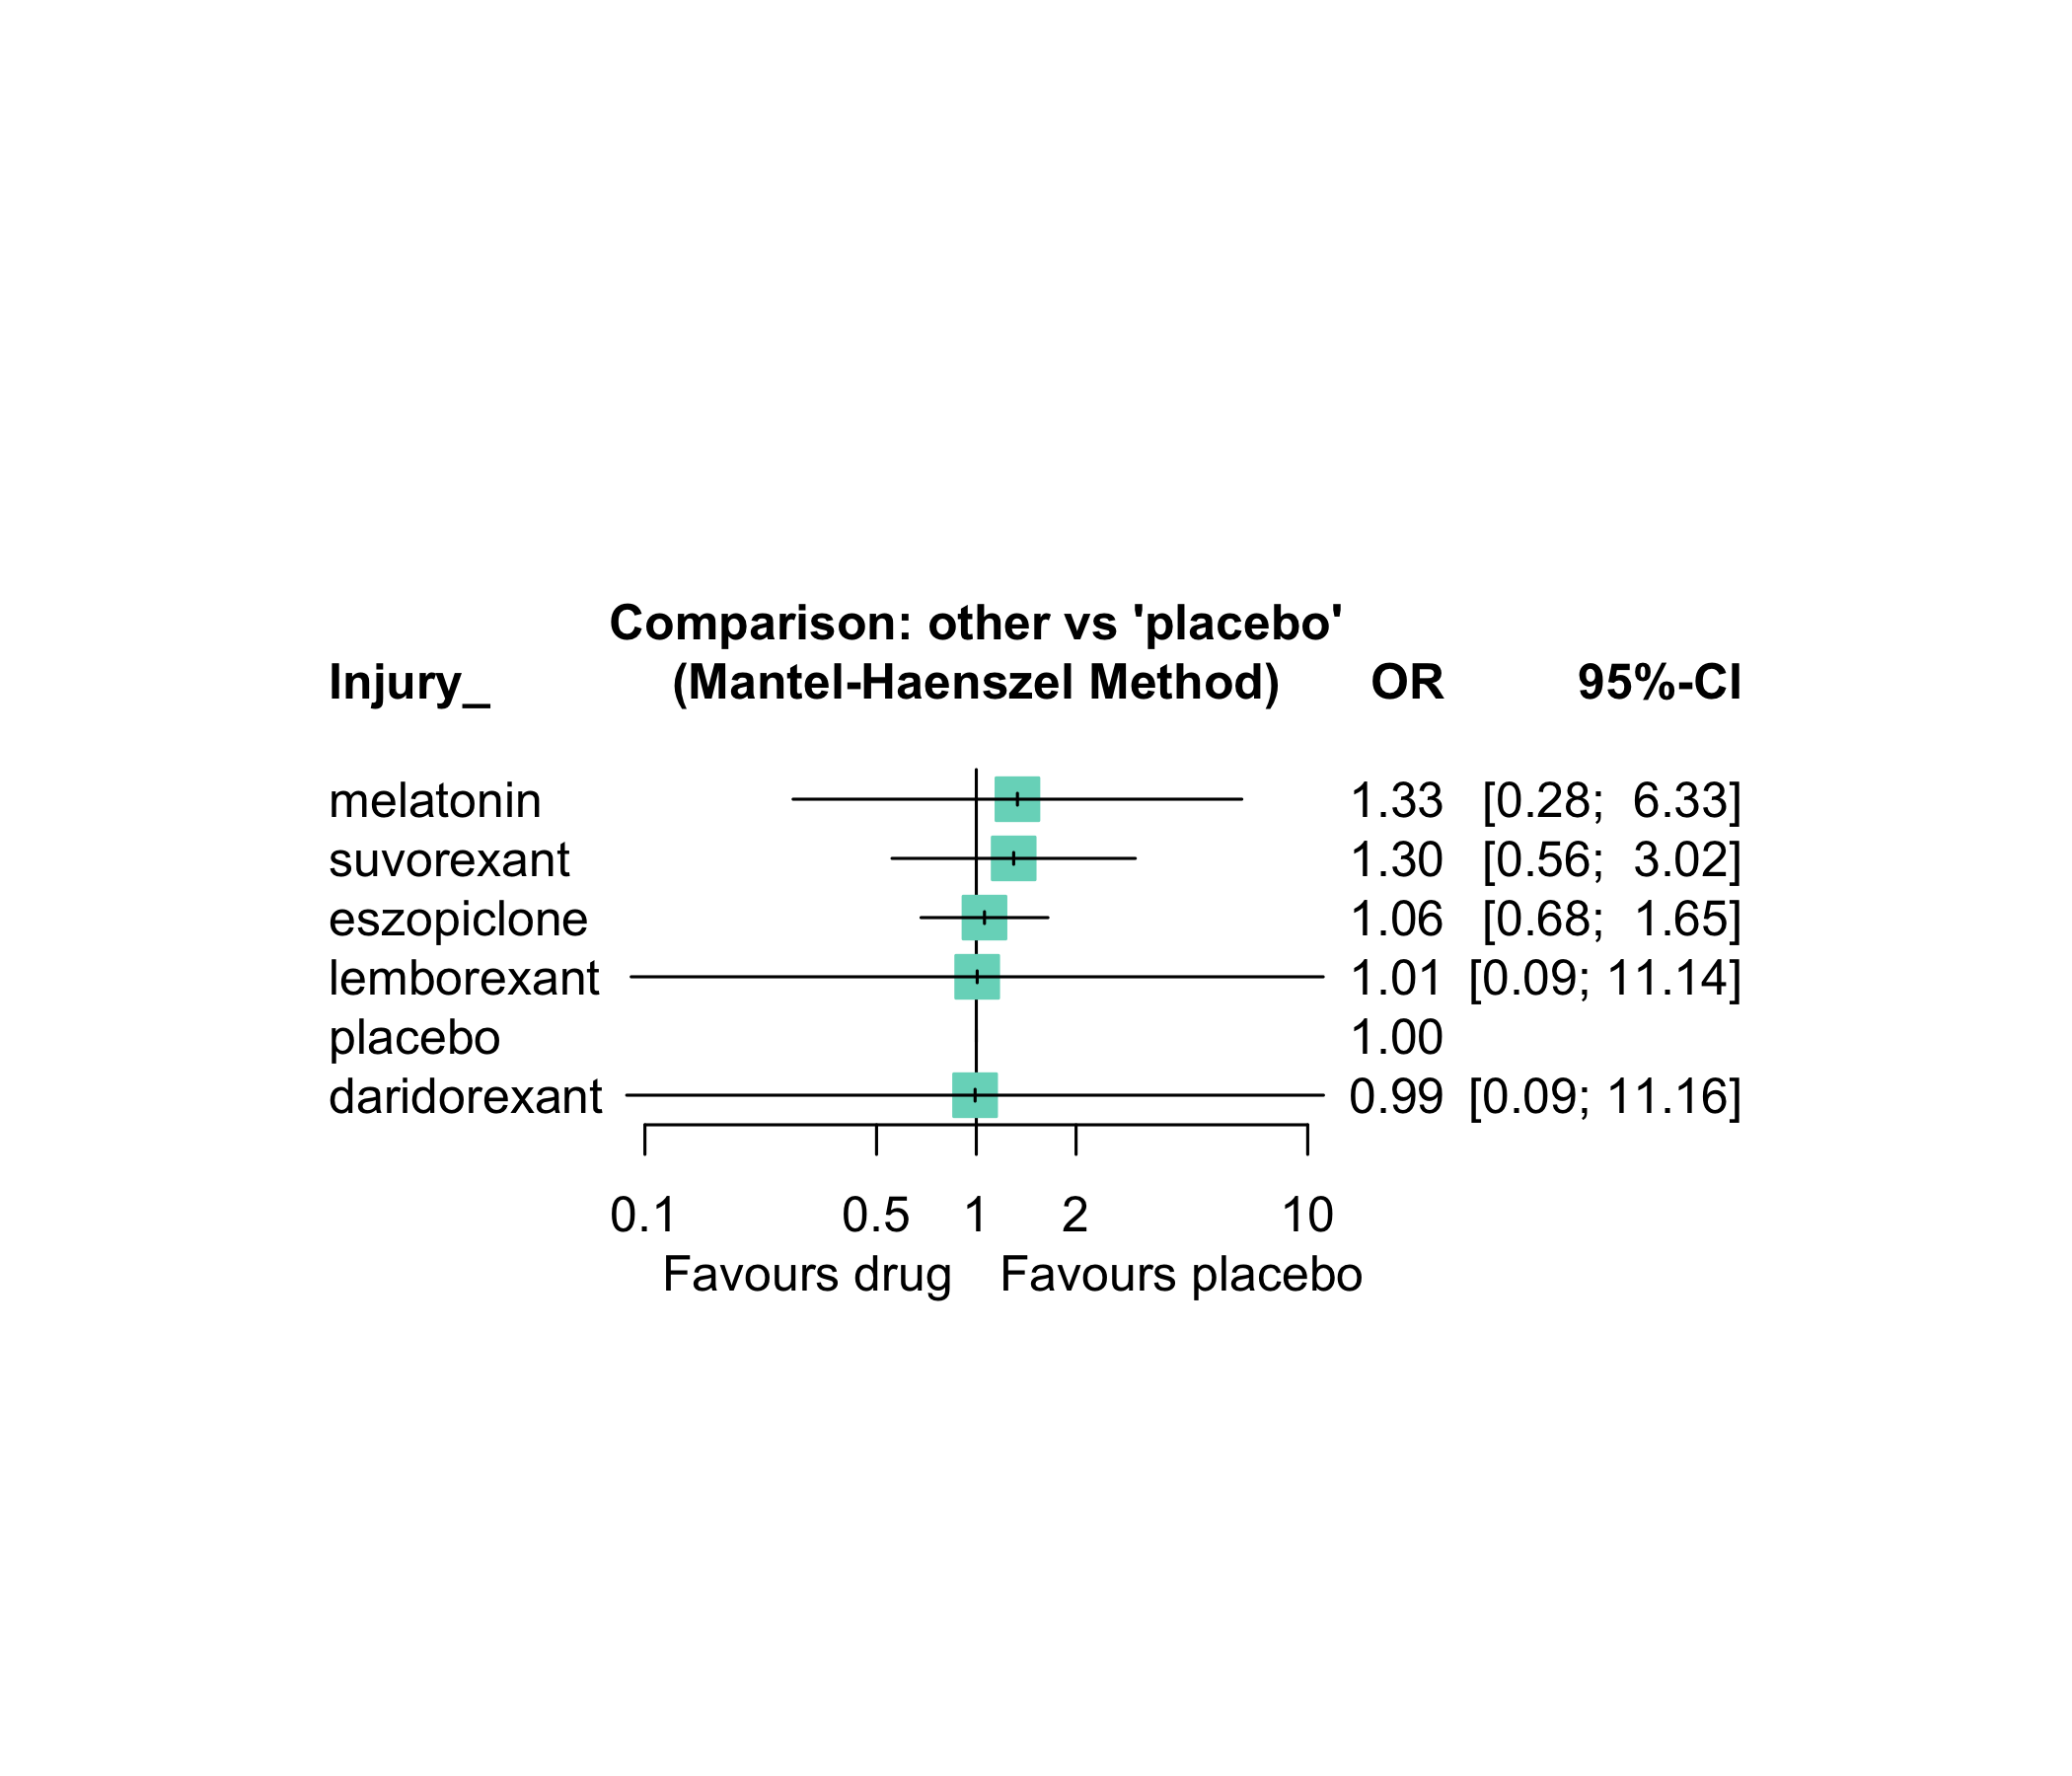 Comparison: other vs 'placebo'
Injury_ (Mantel-Haenszel Method) OR 95%-CI
melatonin 1.33 [0.28; 6.33]
suvorexant 1.30 [0.56; 3.02]
eszopiclone 1.06 [0.68; 1.65]
lemborexant 1.01 [0.09; 11.14]
placebo 1.00
daridorexant 0.99 [0.09; 11.16]
0.1 0.5 1 2 10
Favours drug Favours placebo